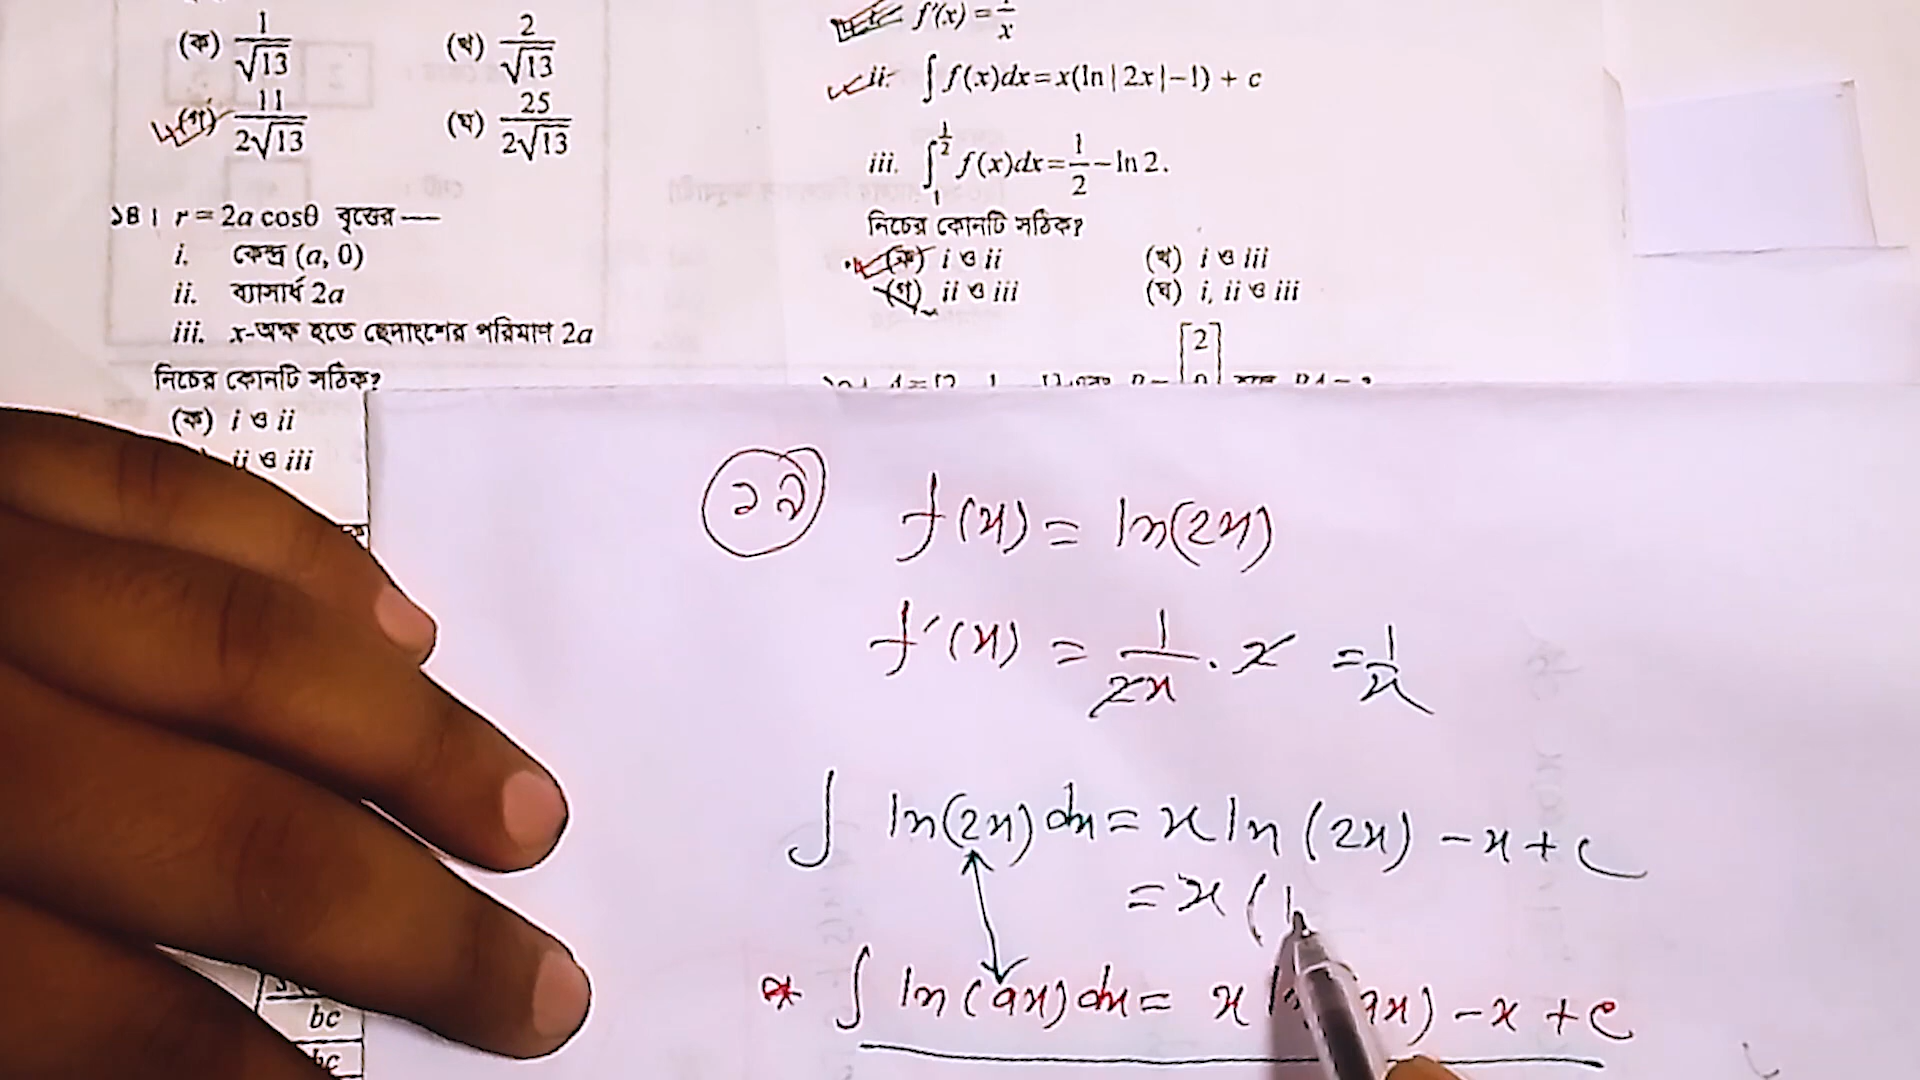 (ক) 1/√13 (খ) 2/√13
(গ) 11/2√13 (ঘ) 25/2√13
১৪। r = 2a cosθ বৃত্তের —
i. কেন্দ্র (a, 0)
ii. ব্যাসার্ধ 2a
iii. x-অক্ষ হতে ছেদাংশের পরিমাণ 2a
নিচের কোনটি সঠিক?
(ক) i ও ii
ii ও iii
bc
bc
f′(x) = 1/x
ii. ∫ f(x)dx = x(ln|2x|−1) + c
iii. ∫₁^{1/2} f(x)dx = 1/2 − ln 2.
নিচের কোনটি সঠিক?
(ক) i ও ii (খ) i ও iii
(গ) ii ও iii (ঘ) i, ii ও iii
2
f(x) = ln(2x)
f′(x) = 1/2x . 2 = 1/x
∫ ln(2x)dx = x ln (2x) − x + c
= x (l
* ∫ ln (ax)dx = x ln (ax) − x + c